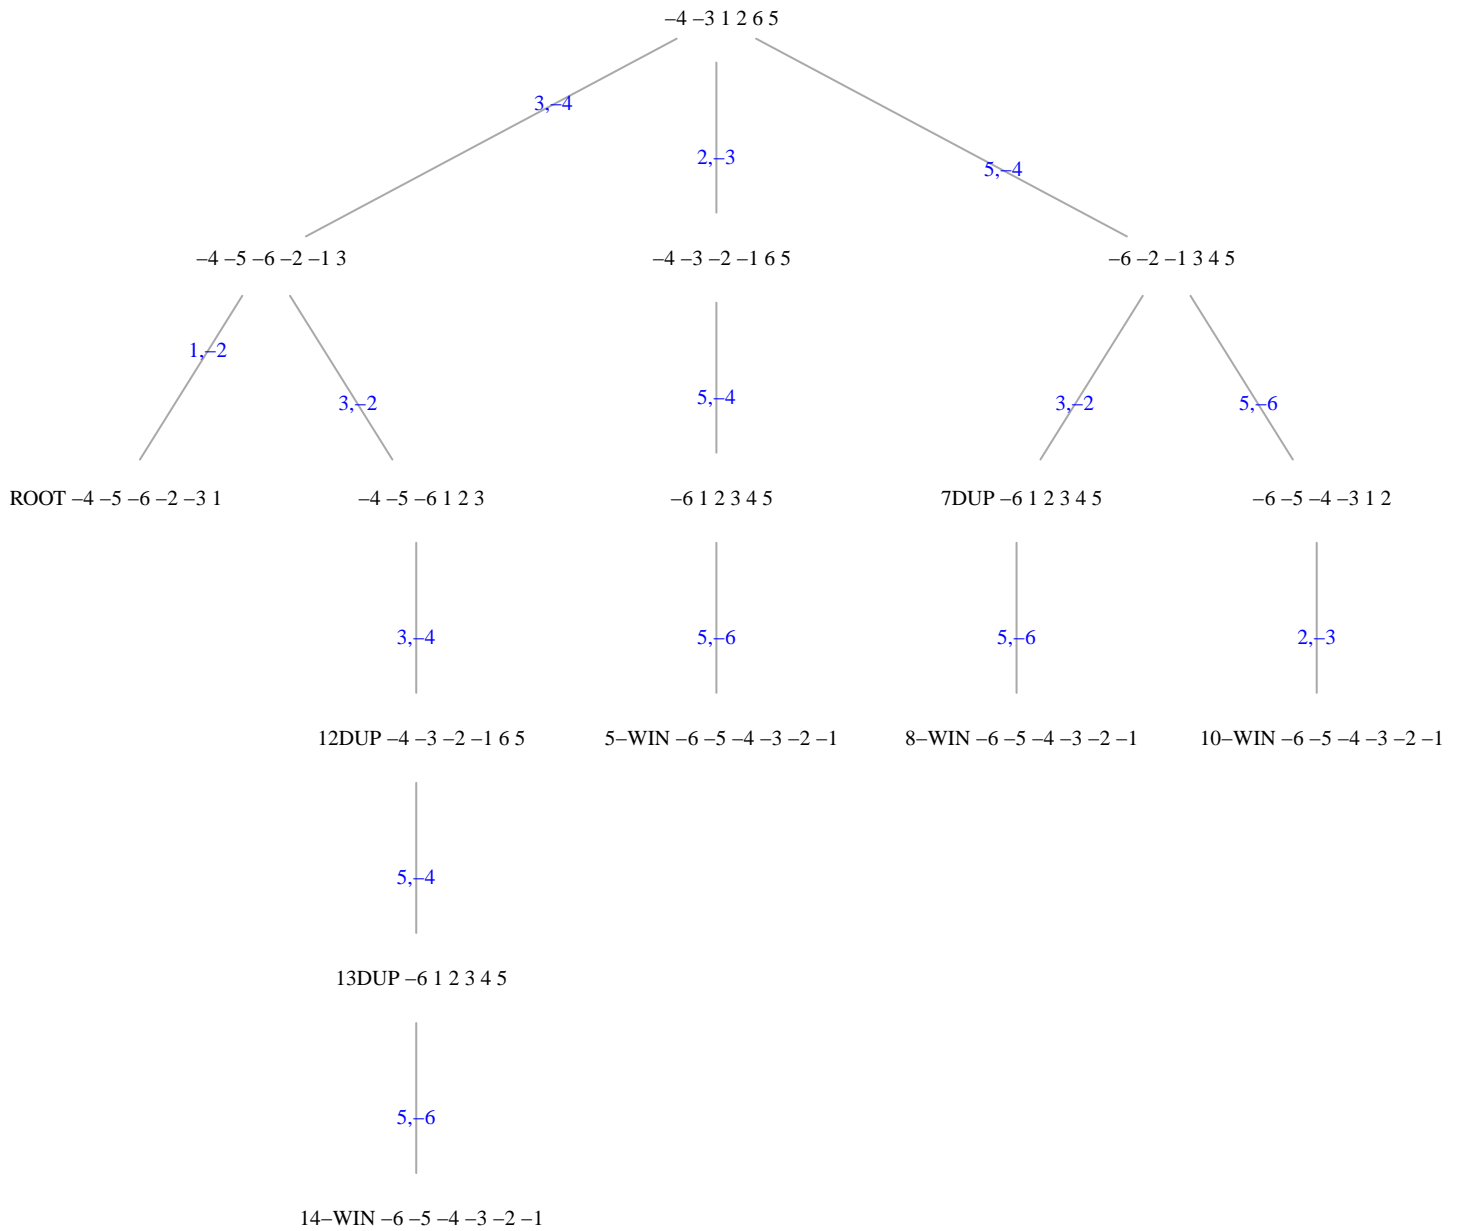 –4 –3 1 2 6 5
3,–4
2,–3
5,–4
–4 –5 –6 –2 –1 3
–4 –3 –2 –1 6 5
–6 –2 –1 3 4 5
1,–2
3,–2
5,–4
3,–2
5,–6
ROOT –4 –5 –6 –2 –3 1
–4 –5 –6 1 2 3
–6 1 2 3 4 5
7DUP –6 1 2 3 4 5
–6 –5 –4 –3 1 2
3,–4
5,–6
5,–6
2,–3
12DUP –4 –3 –2 –1 6 5
5–WIN –6 –5 –4 –3 –2 –1
8–WIN –6 –5 –4 –3 –2 –1
10–WIN –6 –5 –4 –3 –2 –1
5,–4
13DUP –6 1 2 3 4 5
5,–6
14–WIN –6 –5 –4 –3 –2 –1